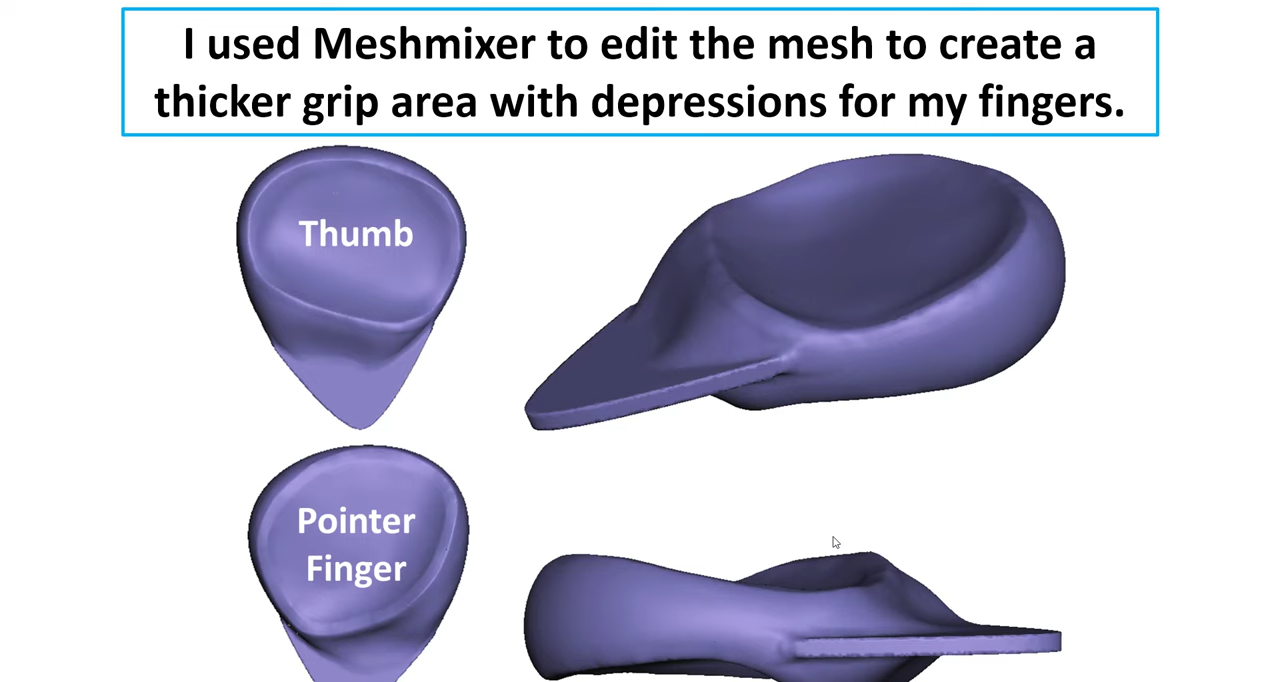 I used Meshmixer to edit the mesh to create a
thicker grip area with depressions for my fingers.
Thumb
Pointer
Finger